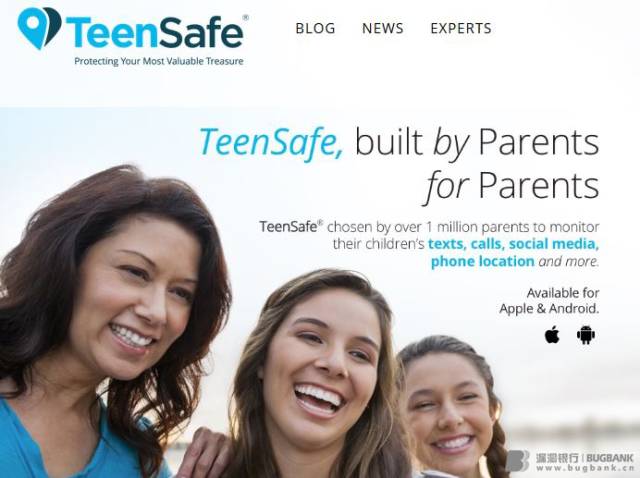 TeenSafe®
Protecting Your Most Valuable Treasure
BLOG NEWS EXPERTS
TeenSafe, built by Parents
for Parents
TeenSafe® chosen by over 1 million parents to monitor
their children's texts, calls, social media,
phone location and more.
Available for
Apple & Android.
漏洞银行 | BUGBANK
www.bugbank.cn